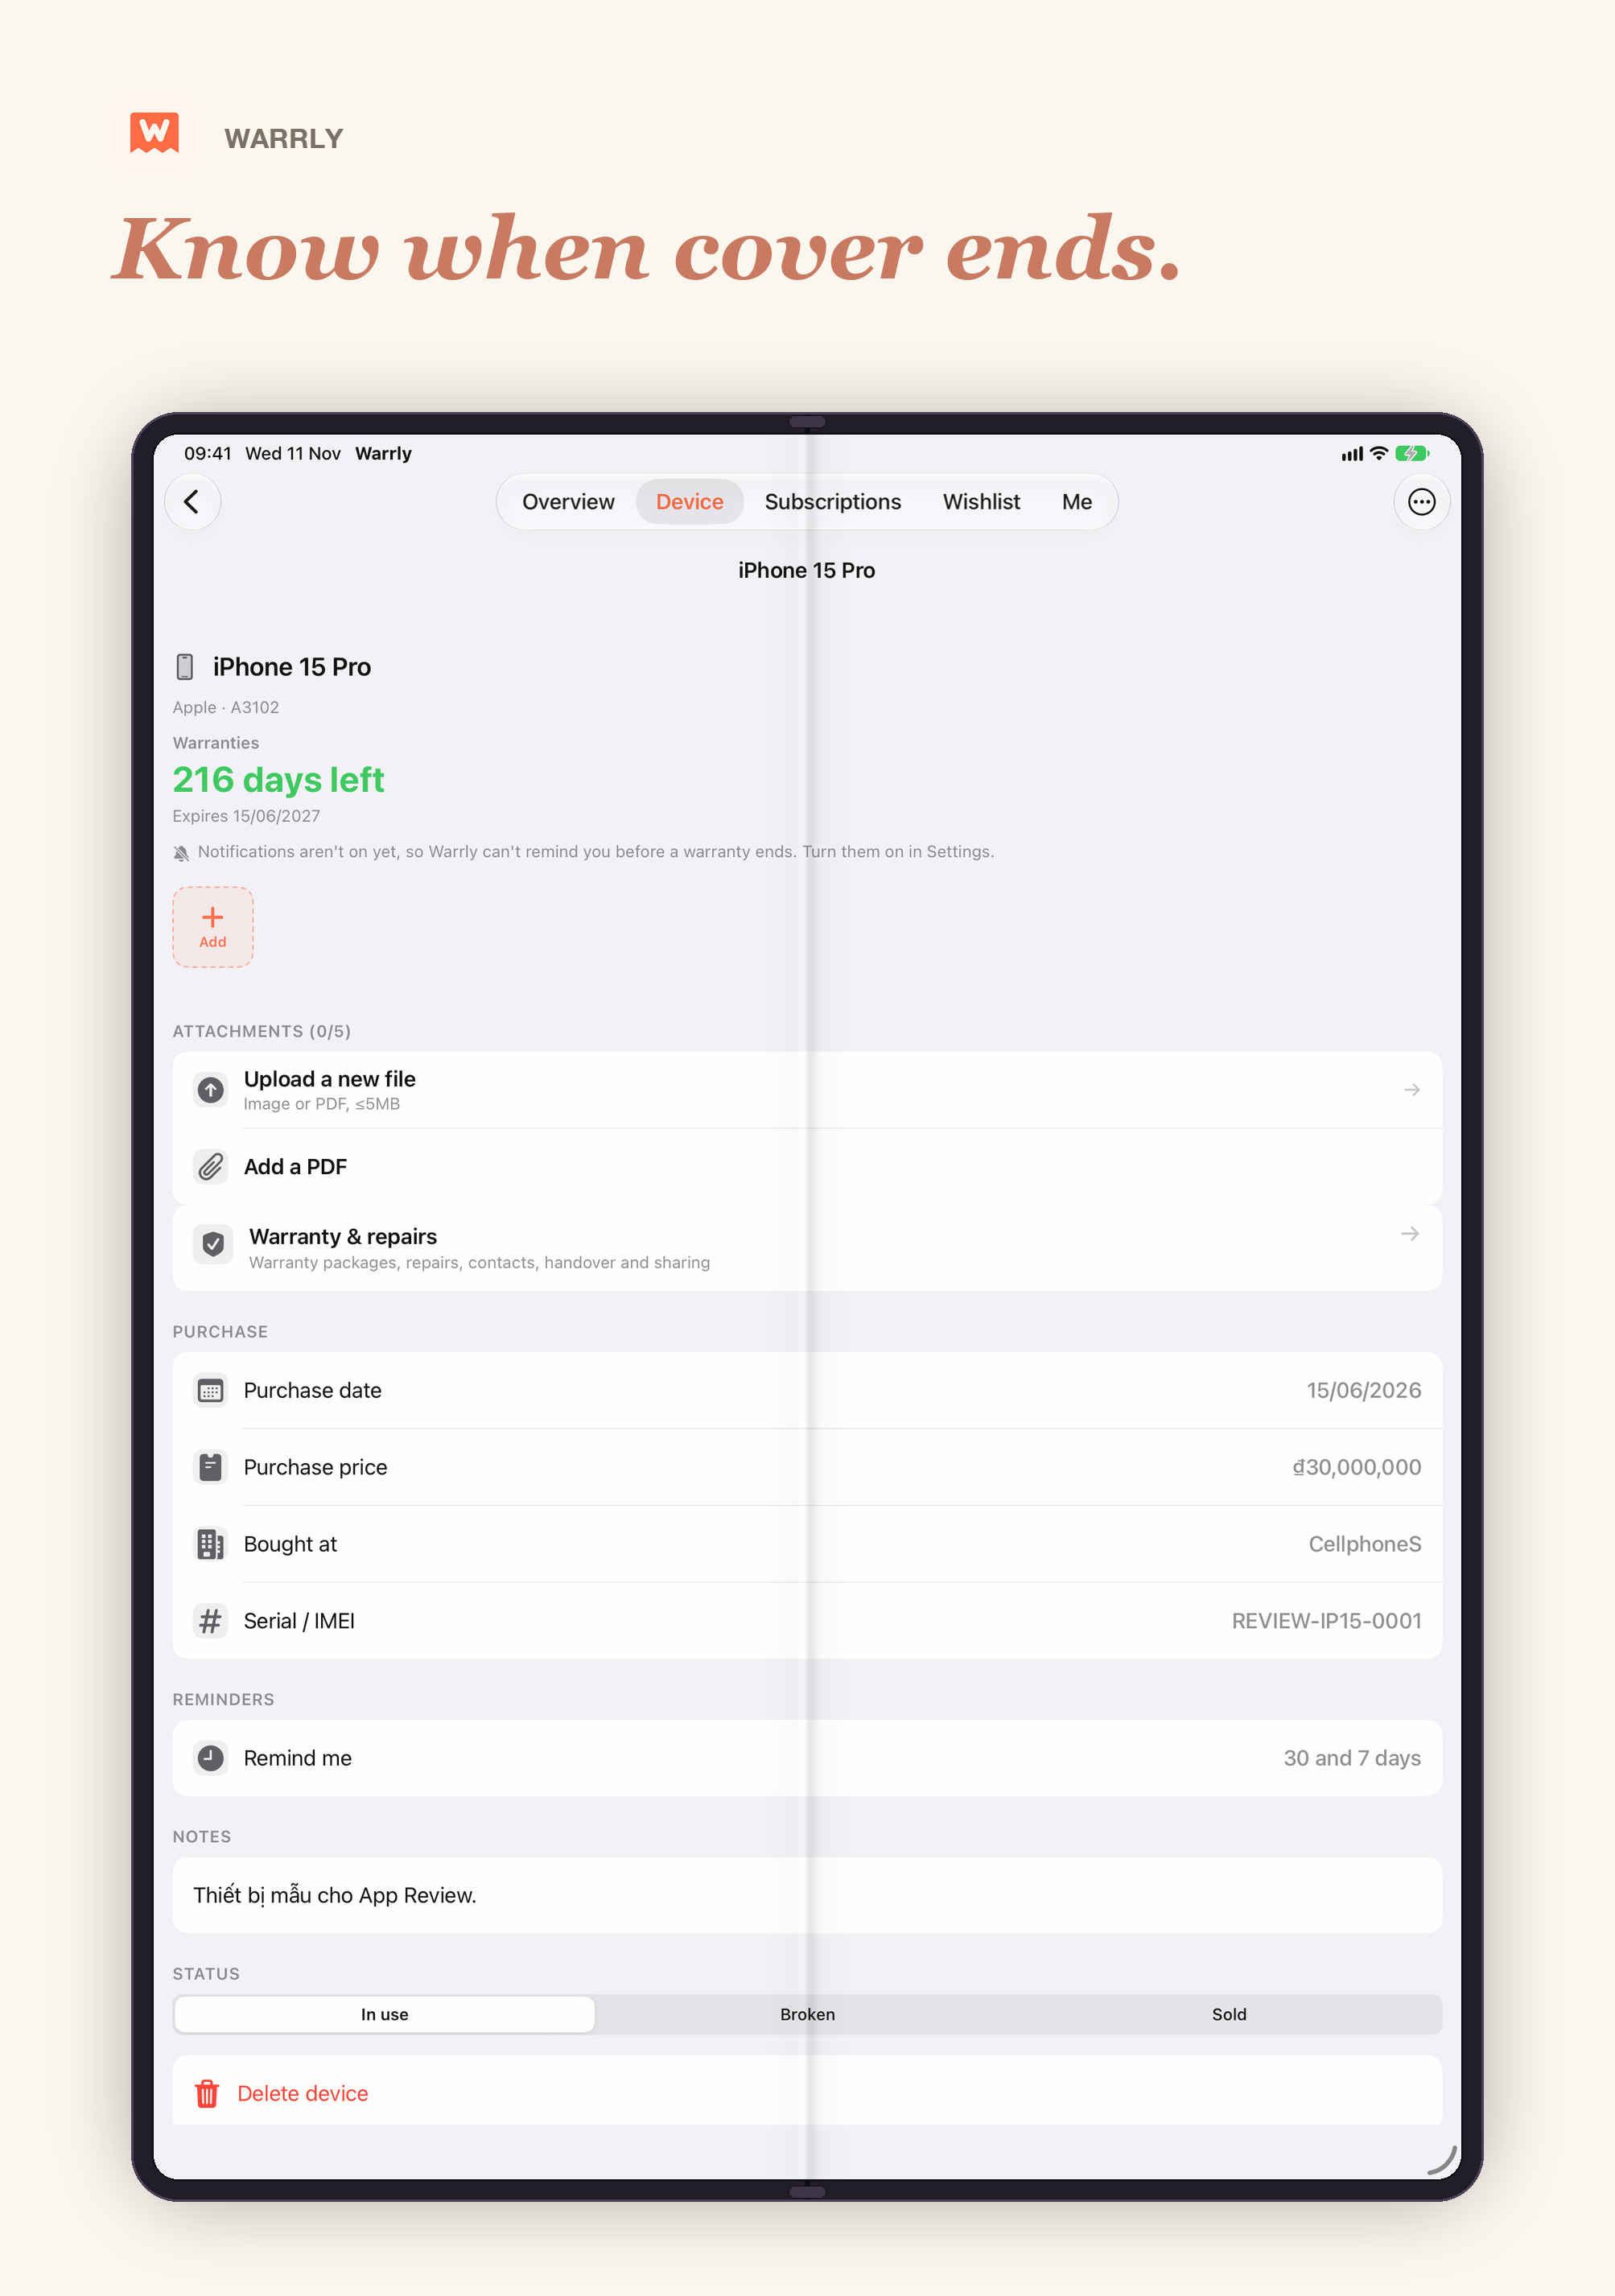 WARRLY
Know when cover ends.
09:41 Wed 11 Nov Warrly
Overview Device Subscriptions Wishlist Me
iPhone 15 Pro
iPhone 15 Pro
Apple · A3102
Warranties
216 days left
Expires 15/06/2027
Notifications aren't on yet, so Warrly can't remind you before a warranty ends. Turn them on in Settings.
Add
ATTACHMENTS (0/5)
Upload a new file
Image or PDF, ≤5MB
Add a PDF
Warranty & repairs
Warranty packages, repairs, contacts, handover and sharing
PURCHASE
Purchase date 15/06/2026
Purchase price ₫30,000,000
Bought at CellphoneS
Serial / IMEI REVIEW-IP15-0001
REMINDERS
Remind me 30 and 7 days
NOTES
Thiết bị mẫu cho App Review.
STATUS
In use Broken Sold
Delete device